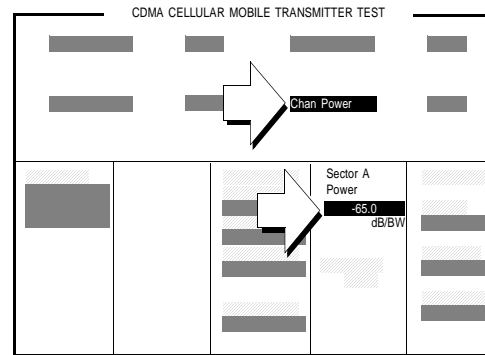 CDMA CELLULAR MOBILE TRANSMITTER TEST
Chan Power
Sector A
Power
-65.0
dB/BW